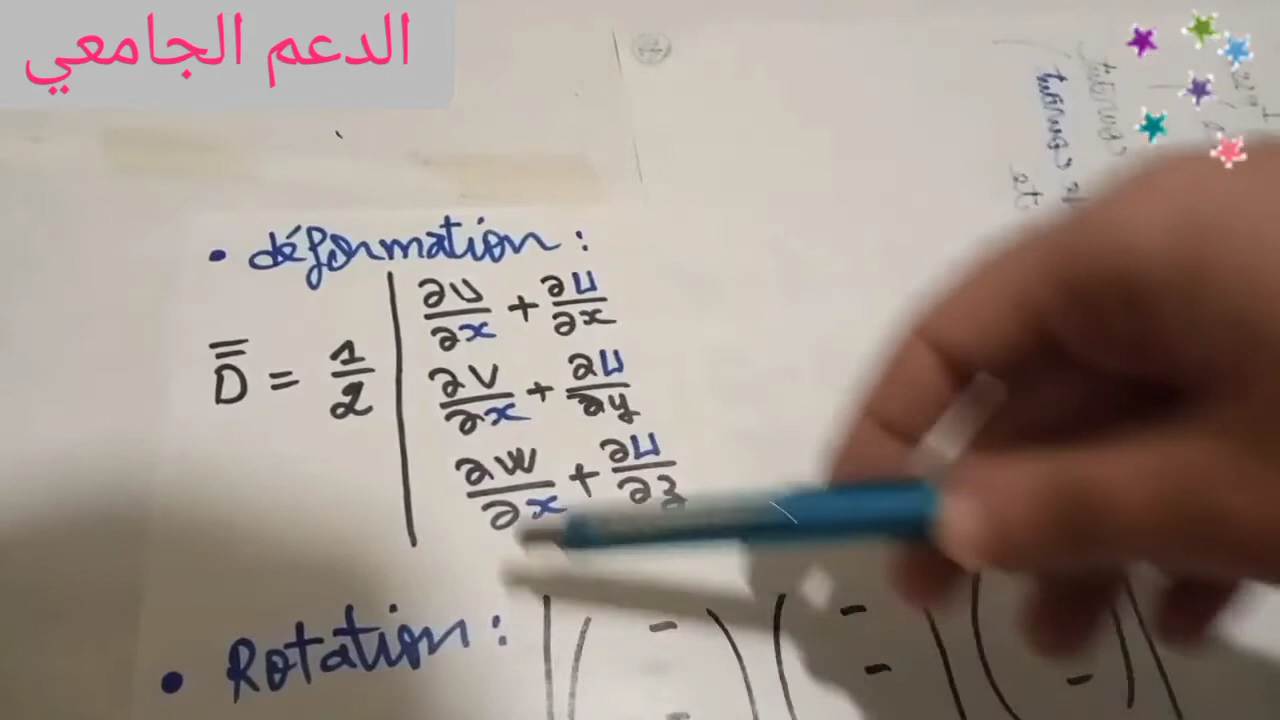 الدعم الجامعي
• déformation :
∂U/∂x + ∂U/∂x
D̿ = 1/2
∂V/∂x + ∂U/∂y
∂W/∂x + ∂U/∂z
• Rotation :